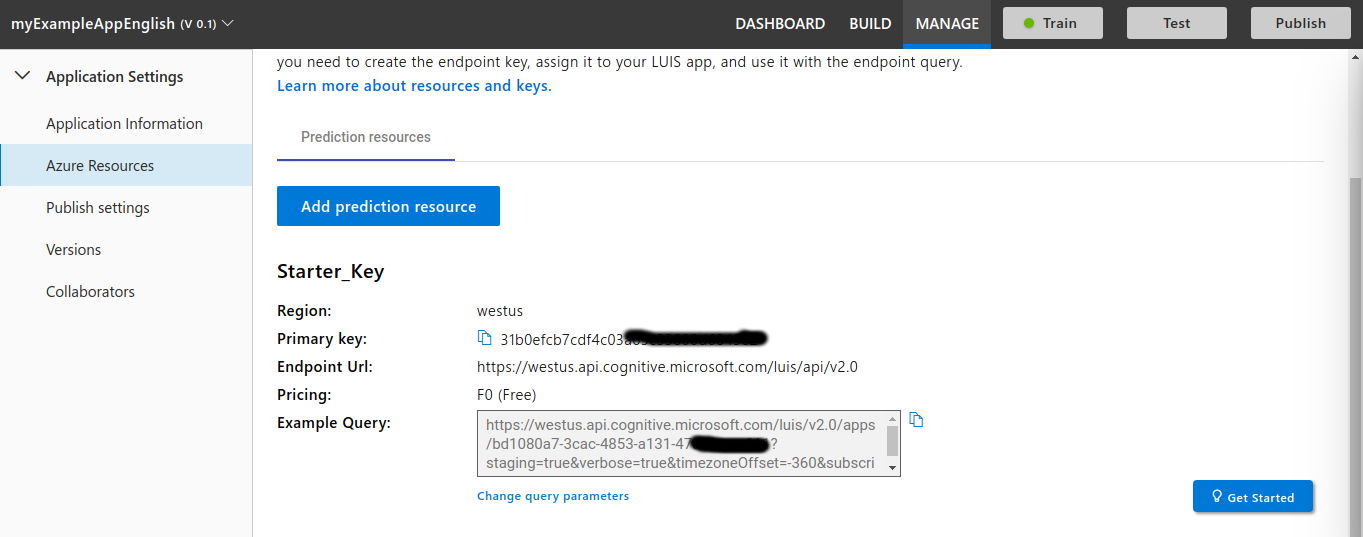 myExampleAppEnglish (V 0.1) DASHBOARD BUILD MANAGE Train Test Publish
Application Settings
Application Information
Azure Resources
Publish settings
Versions
Collaborators
you need to create the endpoint key, assign it to your LUIS app, and use it with the endpoint query.
Learn more about resources and keys.
Prediction resources
Add prediction resource
Starter_Key
Region: westus
Primary key: 31b0efcb7cdf4c03
Endpoint Url: https://westus.api.cognitive.microsoft.com/luis/api/v2.0
Pricing: F0 (Free)
Example Query: https://westus.api.cognitive.microsoft.com/luis/v2.0/apps
/bd1080a7-3cac-4853-a131-47 ?
staging=true&verbose=true&timezoneOffset=-360&subscri
Change query parameters
Get Started